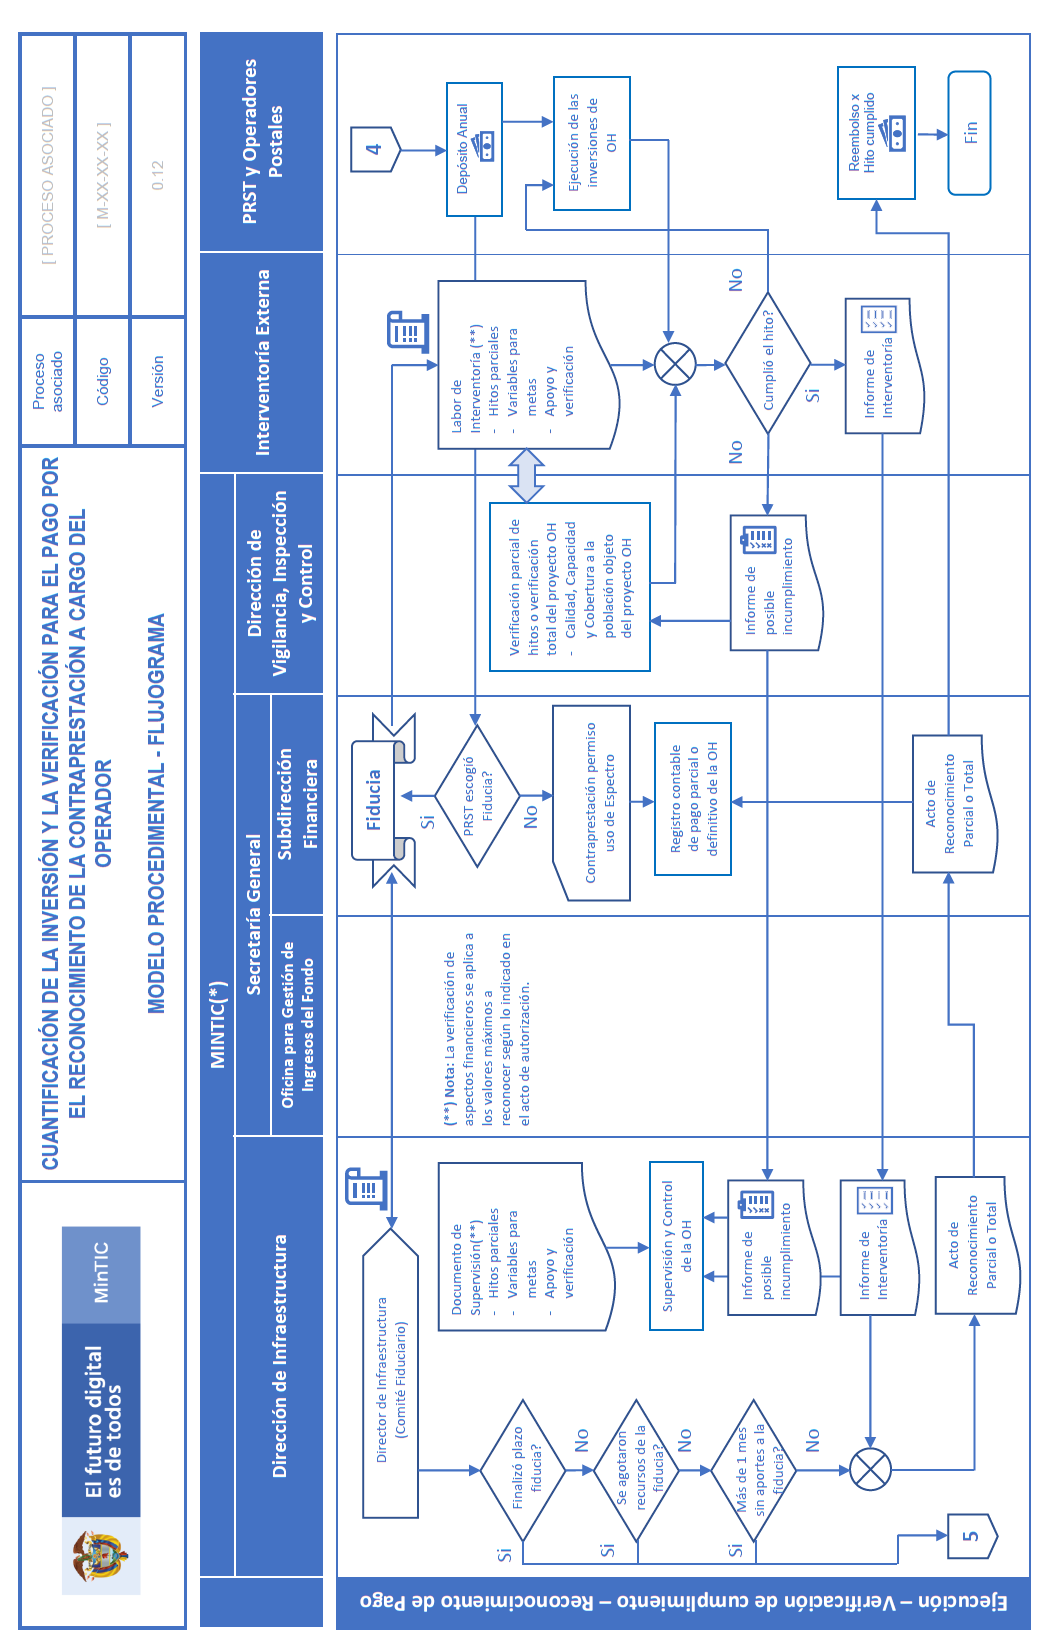 El futuro digital
es de todos
MinTIC
CUANTIFICACIÓN DE LA INVERSIÓN Y LA VERIFICACIÓN PARA EL PAGO POR
EL RECONOCIMIENTO DE LA CONTRAPRESTACIÓN A CARGO DEL
OPERADOR
MODELO PROCEDIMENTAL - FLUJOGRAMA
Proceso
asociado
[ PROCESO ASOCIADO ]
Código
[ M-XX-XX-XX ]
Versión
0.12
MINTIC(*)
Dirección de Infraestructura
Secretaría General
Oficina para Gestión de
Ingresos del Fondo
Subdirección
Financiera
Dirección de
Vigilancia, Inspección
y Control
Interventoría Externa
PRST y Operadores
Postales
Ejecución – Verificación de cumplimiento – Reconocimiento de Pago
Director de Infraestructura
(Comité Fiduciario)
Fiducia
4
Depósito Anual
Documento de
Supervisión(**)
- Hitos parciales
- Variables para
metas
- Apoyo y
verificación
(**) Nota: La verificación de
aspectos financieros se aplica a
los valores máximos a
reconocer según lo indicado en
el acto de autorización.
PRST escogió
Fiducia?
Si
No
Labor de
Interventoría (**)
- Hitos parciales
- Variables para
metas
- Apoyo y
verificación
Verificación parcial de
hitos o verificación
total del proyecto OH
- Calidad, Capacidad
y Cobertura a la
población objeto
del proyecto OH
Ejecución de las
inversiones de
OH
Finalizó plazo
fiducia?
Si
No
Contraprestación permiso
uso de Espectro
Se agotaron
recursos de la
fiducia?
Si
No
Supervisión y Control
de la OH
Registro contable
de pago parcial o
definitivo de la OH
Más de 1 mes
sin aportes a la
fiducia?
Si
No
Informe de
posible
incumplimiento
Informe de
posible
incumplimiento
Cumplió el hito?
No
No
Si
Informe de
Interventoría
Informe de
Interventoría
Reembolso x
Hito cumplido
Acto de
Reconocimiento
Parcial o Total
Acto de
Reconocimiento
Parcial o Total
5
Fin